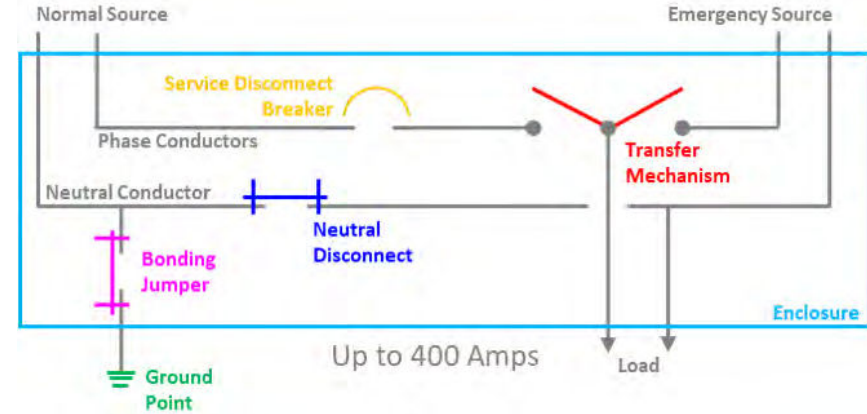 Normal Source
Emergency Source
Service Disconnect
Breaker
Phase Conductors
Transfer
Mechanism
Neutral Conductor
Neutral
Disconnect
Bonding
Jumper
Enclosure
Up to 400 Amps
Load
Ground
Point